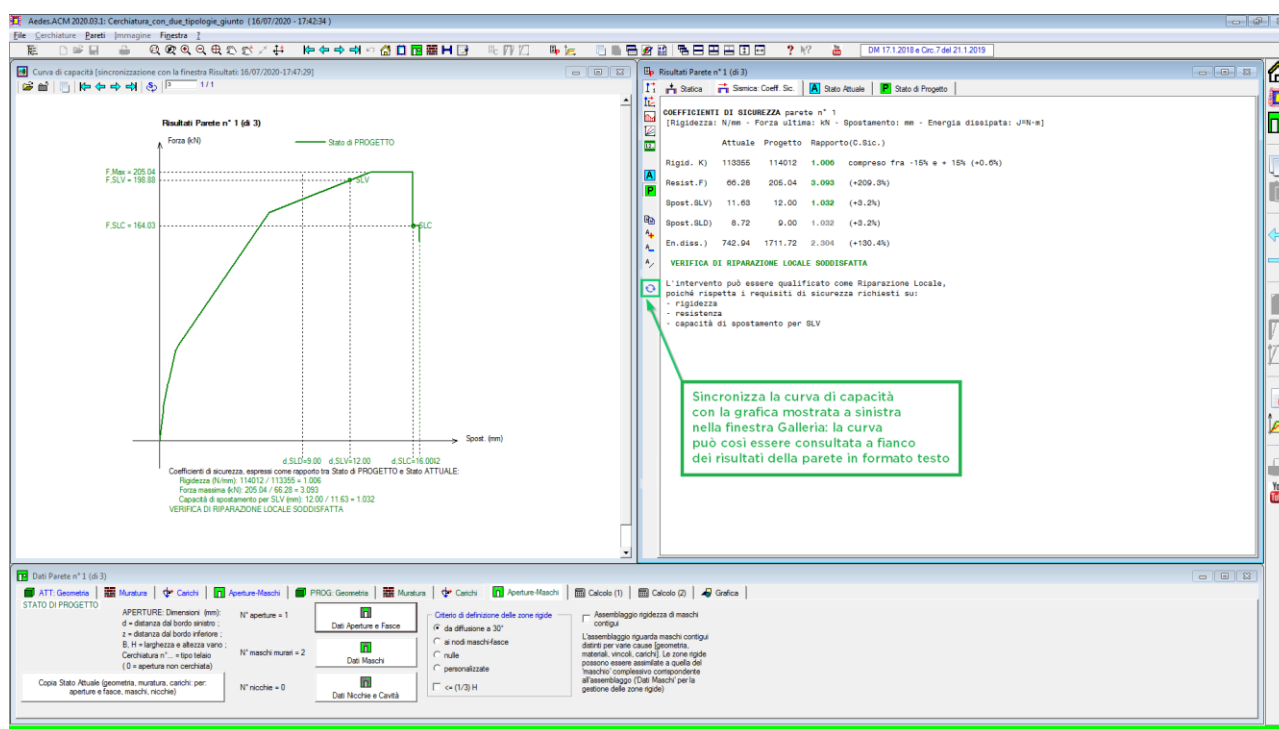 Aedes.ACM 2020.03.1: Cerchiatura_con_due_tipologie_giunto (16/07/2020 - 17:42:34 )
File Cerchiature Pareti Immagine Finestra ?
DM 17.1.2018 e Circ.7 del 21.1.2019
Curva di capacità [sincronizzazione con la finestra Risultati: 16/07/2020-17:47:29]
1/1
Risultati Parete n° 1 (di 3)
Forza (kN)
Stato di PROGETTO
F,Max = 205.04
F,SLV = 198.88
SLV
F,SLC = 164.03
SLC
Spost. (mm)
d,SLD=9.00 d,SLV=12.00 d,SLC=16.00
Coefficienti di sicurezza, espressi come rapporto tra Stato di PROGETTO e Stato ATTUALE:
Rigidezza (N/mm): 114012 / 113355 = 1.006
Forza massima (kN): 205.04 / 66.28 = 3.093
Capacità di spostamento per SLV (mm): 12.00 / 11.63 = 1.032
VERIFICA DI RIPARAZIONE LOCALE SODDISFATTA
Risultati Parete n° 1 (di 3)
Statica Sismica: Coeff. Sic. A Stato Attuale P Stato di Progetto
COEFFICIENTI DI SICUREZZA parete n° 1
[Rigidezza: N/mm - Forza ultima: kN - Spostamento: mm - Energia dissipata: J=N·m]
Attuale Progetto Rapporto(C.Sic.)
Rigid. K) 113355 114012 1.006 compreso fra -15% e + 15% (+0.6%)
Resist.F) 66.28 205.04 3.093 (+209.3%)
Spost.SLV) 11.63 12.00 1.032 (+3.2%)
Spost.SLD) 8.72 9.00 1.032 (+3.2%)
En.diss.) 742.94 1711.72 2.304 (+130.4%)
VERIFICA DI RIPARAZIONE LOCALE SODDISFATTA
L'intervento può essere qualificato come Riparazione Locale,
poiché rispetta i requisiti di sicurezza richiesti su:
- rigidezza
- resistenza
- capacità di spostamento per SLV
A
P
Sincronizza la curva di capacità
con la grafica mostrata a sinistra
nella finestra Galleria: la curva
può così essere consultata a fianco
dei risultati della parete in formato testo
Dati Parete n° 1 (di 3)
ATT: Geometria Muratura Carichi Aperture-Maschi PROG: Geometria Muratura Carichi Aperture-Maschi Calcolo (1) Calcolo (2) Grafica
STATO DI PROGETTO
APERTURE: Dimensioni (mm):
d = distanza dal bordo sinistro ;
z = distanza dal bordo inferiore ;
B, H = larghezza e altezza vano ;
Cerchiatura n°... = tipo telaio
( 0 = apertura non cerchiata)
Copia Stato Attuale (geometria, muratura, carichi: per:
aperture e fasce, maschi, nicchie)
N° aperture = 1
Dati Aperture e Fasce
N° maschi murari = 2
Dati Maschi
N° nicchie = 0
Dati Nicchie e Cavità
Criterio di definizione delle zone rigide
da diffusione a 30°
ai nodi maschi-fasce
nulle
personalizzate
<= (1/3) H
Assemblaggio rigidezza di maschi
contigui
L'assemblaggio riguarda maschi contigui
distinti per varie cause [geometria,
materiali, vincoli, carichi]. Le zone rigide
possono essere assimilate a quella del
'maschio' complessivo corrispondente
all'assemblaggio ('Dati Maschi' per la
gestione delle zone rigide)